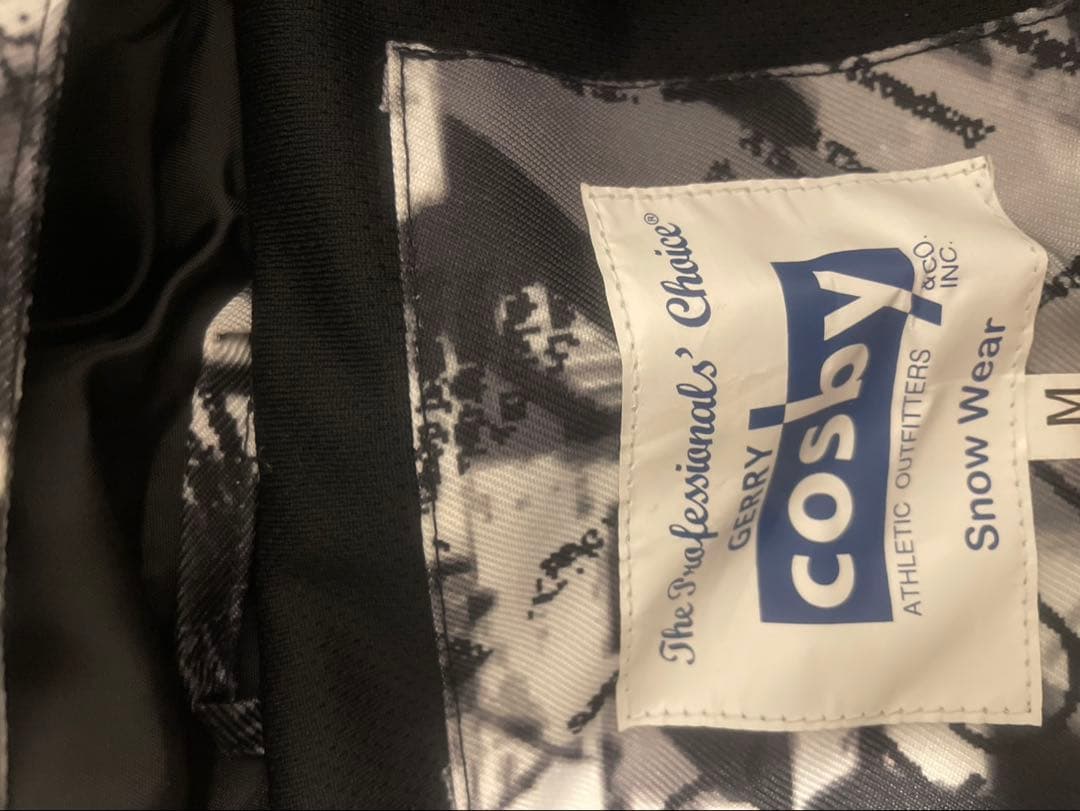 The Professionals' Choice®
GERRY
cosby
&CO.
INC.
ATHLETIC OUTFITTERS
Snow Wear
M